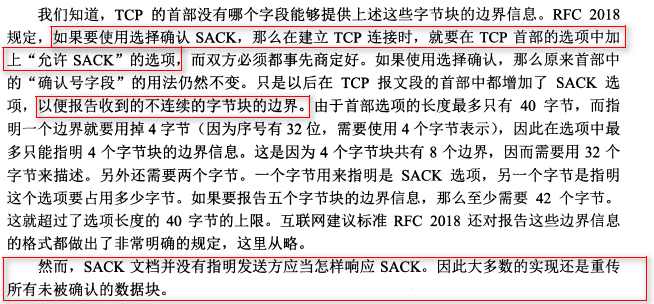 我们知道，TCP 的首部没有哪个字段能够提供上述这些字节块的边界信息。RFC 2018
规定，如果要使用选择确认 SACK，那么在建立 TCP 连接时，就要在 TCP 首部的选项中加
上“允许 SACK”的选项，而双方必须都事先商定好。如果使用选择确认，那么原来首部中
的“确认号字段”的用法仍然不变。只是以后在 TCP 报文段的首部中都增加了 SACK 选
项，以便报告收到的不连续的字节块的边界。由于首部选项的长度最多只有 40 字节，而指
明一个边界就要用掉 4 字节（因为序号有 32 位，需要使用 4 个字节表示），因此在选项中最
多只能指明 4 个字节块的边界信息。这是因为 4 个字节块共有 8 个边界，因而需要用 32 个
字节来描述。另外还需要两个字节。一个字节用来指明是 SACK 选项，另一个字节是指明
这个选项要占用多少字节。如果要报告五个字节块的边界信息，那么至少需要 42 个字节。
这就超过了选项长度的 40 字节的上限。互联网建议标准 RFC 2018 还对报告这些边界信息
的格式都做出了非常明确的规定，这里从略。
然而，SACK 文档并没有指明发送方应当怎样响应 SACK。因此大多数的实现还是重传
所有未被确认的数据块。